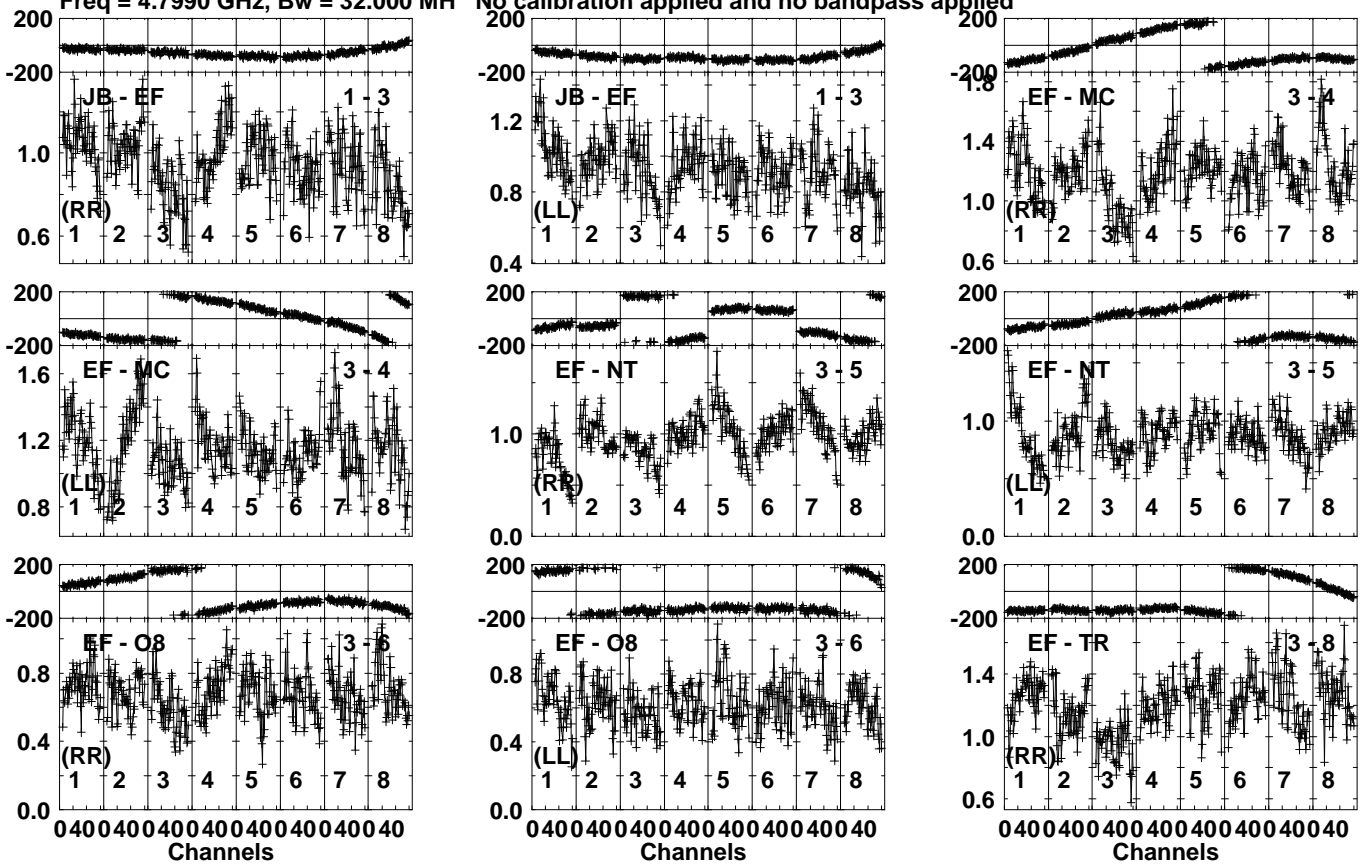 Freq = 4.7990 GHz, Bw = 32.000 MH No calibration applied and no bandpass applied
200 200 200
-200 -200 -200
JB - EF 1 - 3 JB - EF 1 - 3 EF - MC 3 - 4
1.8
1.2 1.4
1.0 0.8 1.0
(RR) (LL) (RR)
0.6 0.4 0.6
1 2 3 4 5 6 7 8 1 2 3 4 5 6 7 8 1 2 3 4 5 6 7 8
200 200 200
-200 -200 -200
EF - MC 3 - 4 EF - NT 3 - 5 EF - NT 3 - 5
1.6
1.2 1.0 1.0
(LL) (RR) (LL)
0.8 0.0 0.0
1 2 3 4 5 6 7 8 1 2 3 4 5 6 7 8 1 2 3 4 5 6 7 8
200 200 200
-200 -200 -200
EF - O8 3 - 6 EF - O8 3 - 6 EF - TR 3 - 8
0.8 0.8 1.4
0.4 0.4 1.0
(RR) (LL) (RR)
0.0 0.0 0.6
1 2 3 4 5 6 7 8 1 2 3 4 5 6 7 8 1 2 3 4 5 6 7 8
0 40 0 40 0 40 0 40 0 40 0 40 0 40 0 40 0 40 0 40 0 40 0 40 0 40 0 40 0 40 0 40 0 40 0 40 0 40 0 40 0 40 0 40 0 40 0 40
Channels Channels Channels